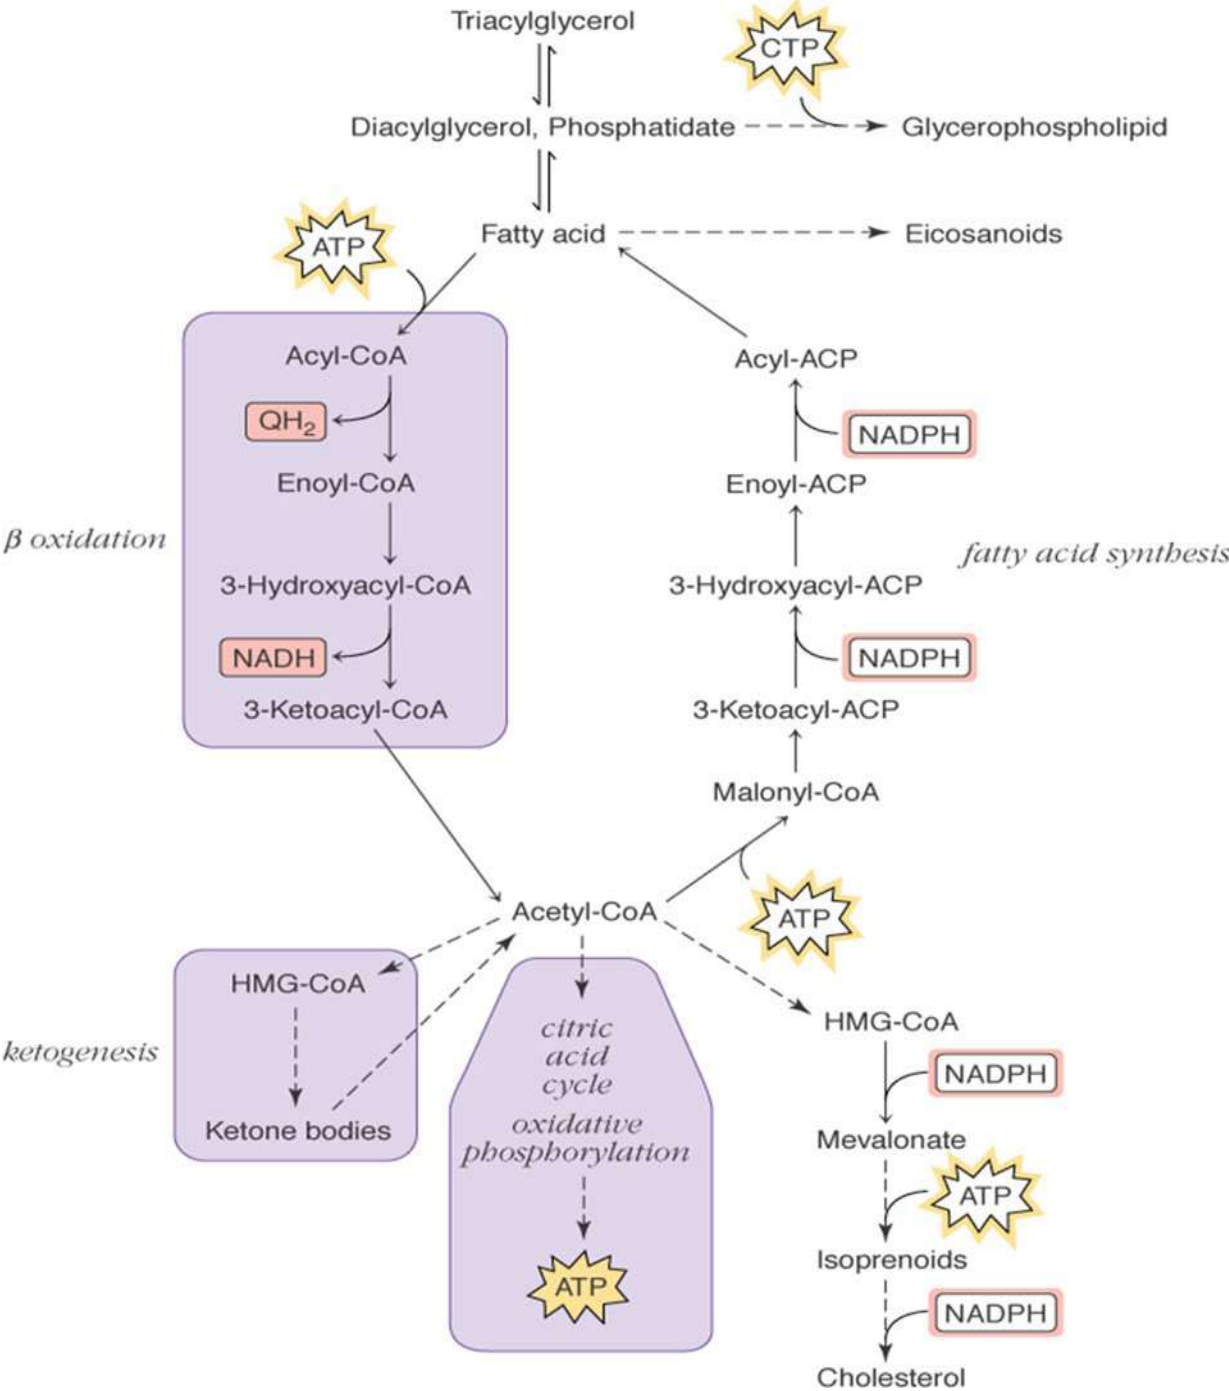 Triacylglycerol
CTP
Diacylglycerol, Phosphatidate
Glycerophospholipid
ATP
Fatty acid
Eicosanoids
Acyl-CoA
Acyl-ACP
QH₂
NADPH
Enoyl-CoA
Enoyl-ACP
β oxidation
fatty acid synthesis
3-Hydroxyacyl-CoA
3-Hydroxyacyl-ACP
NADH
NADPH
3-Ketoacyl-CoA
3-Ketoacyl-ACP
Malonyl-CoA
Acetyl-CoA
ATP
HMG-CoA
ketogenesis
Ketone bodies
citric
acid
cycle
oxidative
phosphorylation
ATP
HMG-CoA
NADPH
Mevalonate
ATP
Isoprenoids
NADPH
Cholesterol